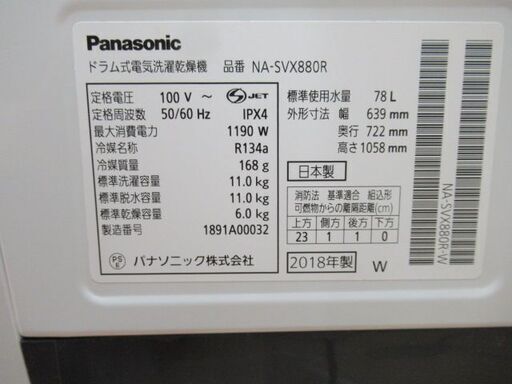 Panasonic
ドラム式電気洗濯乾燥機 品番 NA-SVX880R
定格電圧 100 V ~
定格周波数 50/60 Hz
最大消費電力 1190 W
冷媒名称 R134a
冷媒質量 168 g
標準洗濯容量 11.0 kg
標準脱水容量 11.0 kg
標準乾燥容量 6.0 kg
製造番号 1891A00032
S JET
IPX4
標準使用水量 78 L
外形寸法 幅 639 mm
奥行 722 mm
高さ 1058 mm
日本製
消防法 基準適合 組込形
可燃物からの離隔距離(cm)
上方 側方 後方 下方
23 1 1 0
PS
E
パナソニック株式会社
2018年製 W
NA-SVX880R-W